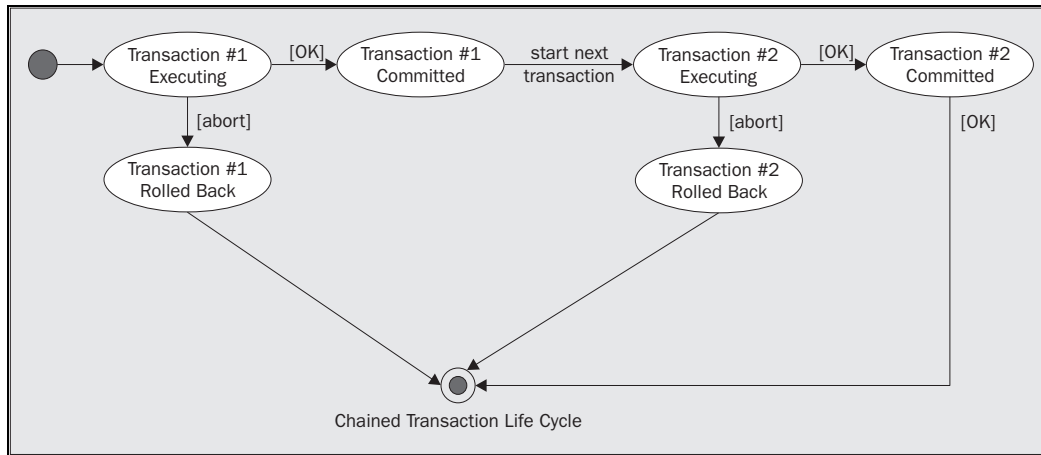 Transaction #1
Executing
[OK]
Transaction #1
Committed
start next
transaction
Transaction #2
Executing
[OK]
Transaction #2
Committed
[abort]
[abort]
[OK]
Transaction #1
Rolled Back
Transaction #2
Rolled Back
Chained Transaction Life Cycle